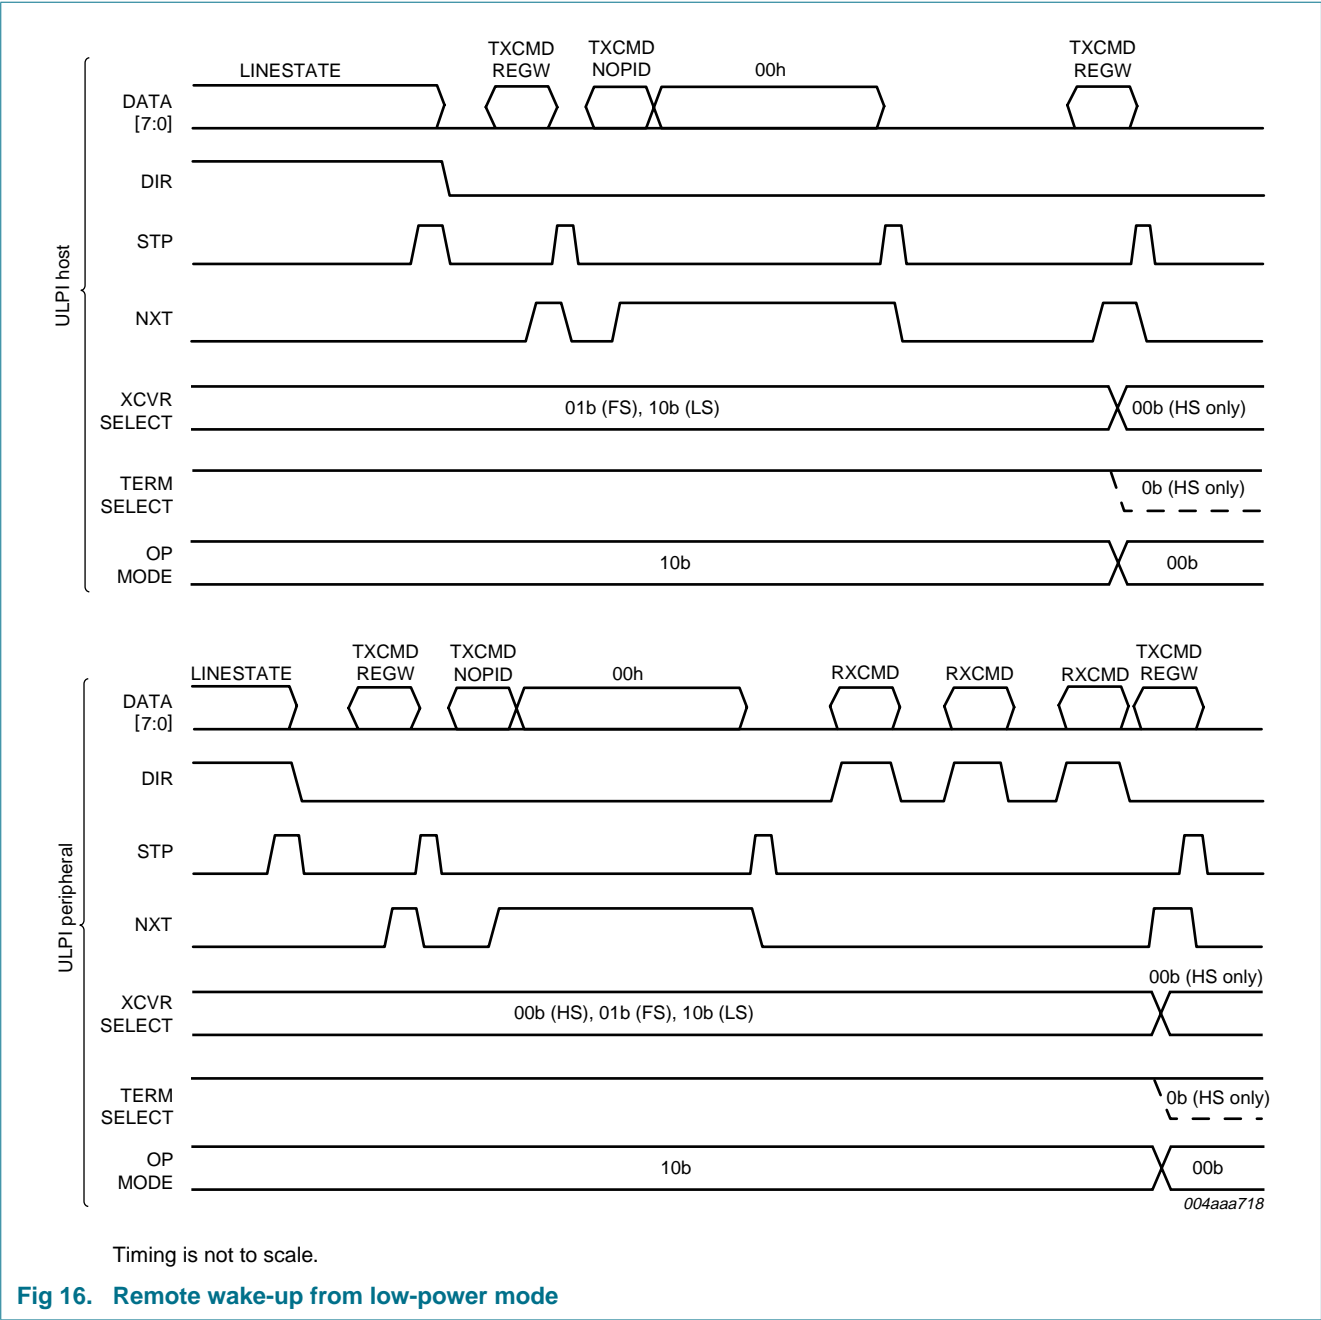 TXCMD TXCMD TXCMD
LINESTATE REGW NOPID 00h REGW
DATA
[7:0]
DIR
STP
ULPI host
NXT
XCVR
SELECT
01b (FS), 10b (LS) 00b (HS only)
TERM
SELECT
0b (HS only)
OP
MODE
10b 00b
TXCMD TXCMD TXCMD
LINESTATE REGW NOPID 00h RXCMD RXCMD RXCMD REGW
DATA
[7:0]
DIR
STP
ULPI peripheral
NXT
00b (HS only)
XCVR
SELECT
00b (HS), 01b (FS), 10b (LS)
TERM
SELECT
0b (HS only)
OP
MODE
10b 00b
004aaa718
Timing is not to scale.
Fig 16. Remote wake-up from low-power mode